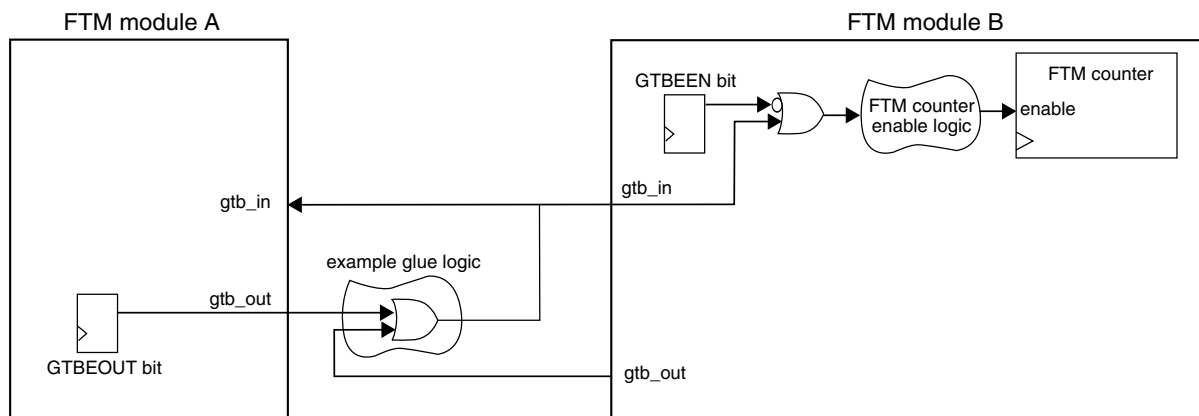 FTM module A
FTM module B
GTBEEN bit
FTM counter
enable logic
FTM counter
enable
gtb_in
gtb_in
example glue logic
gtb_out
GTBEOUT bit
gtb_out